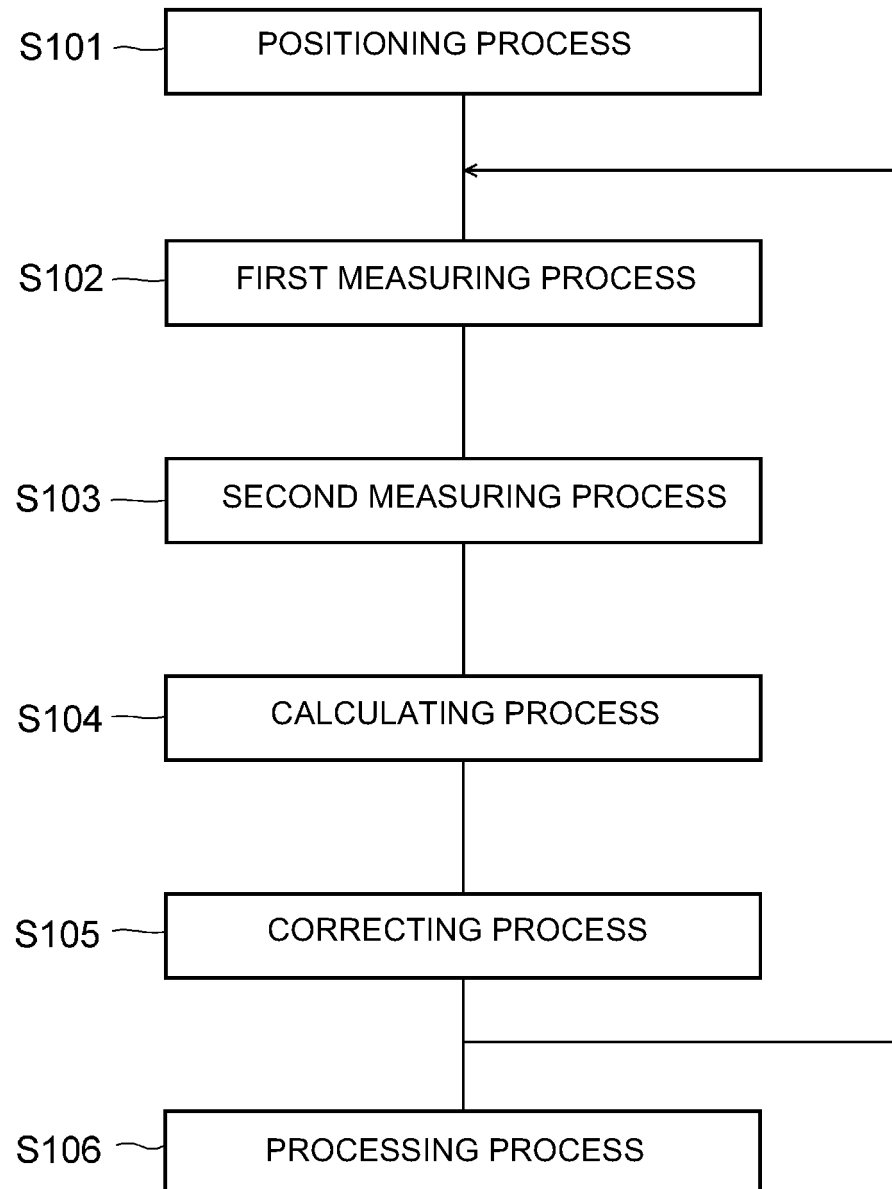 S101 POSITIONING PROCESS
S102 FIRST MEASURING PROCESS
S103 SECOND MEASURING PROCESS
S104 CALCULATING PROCESS
S105 CORRECTING PROCESS
S106 PROCESSING PROCESS